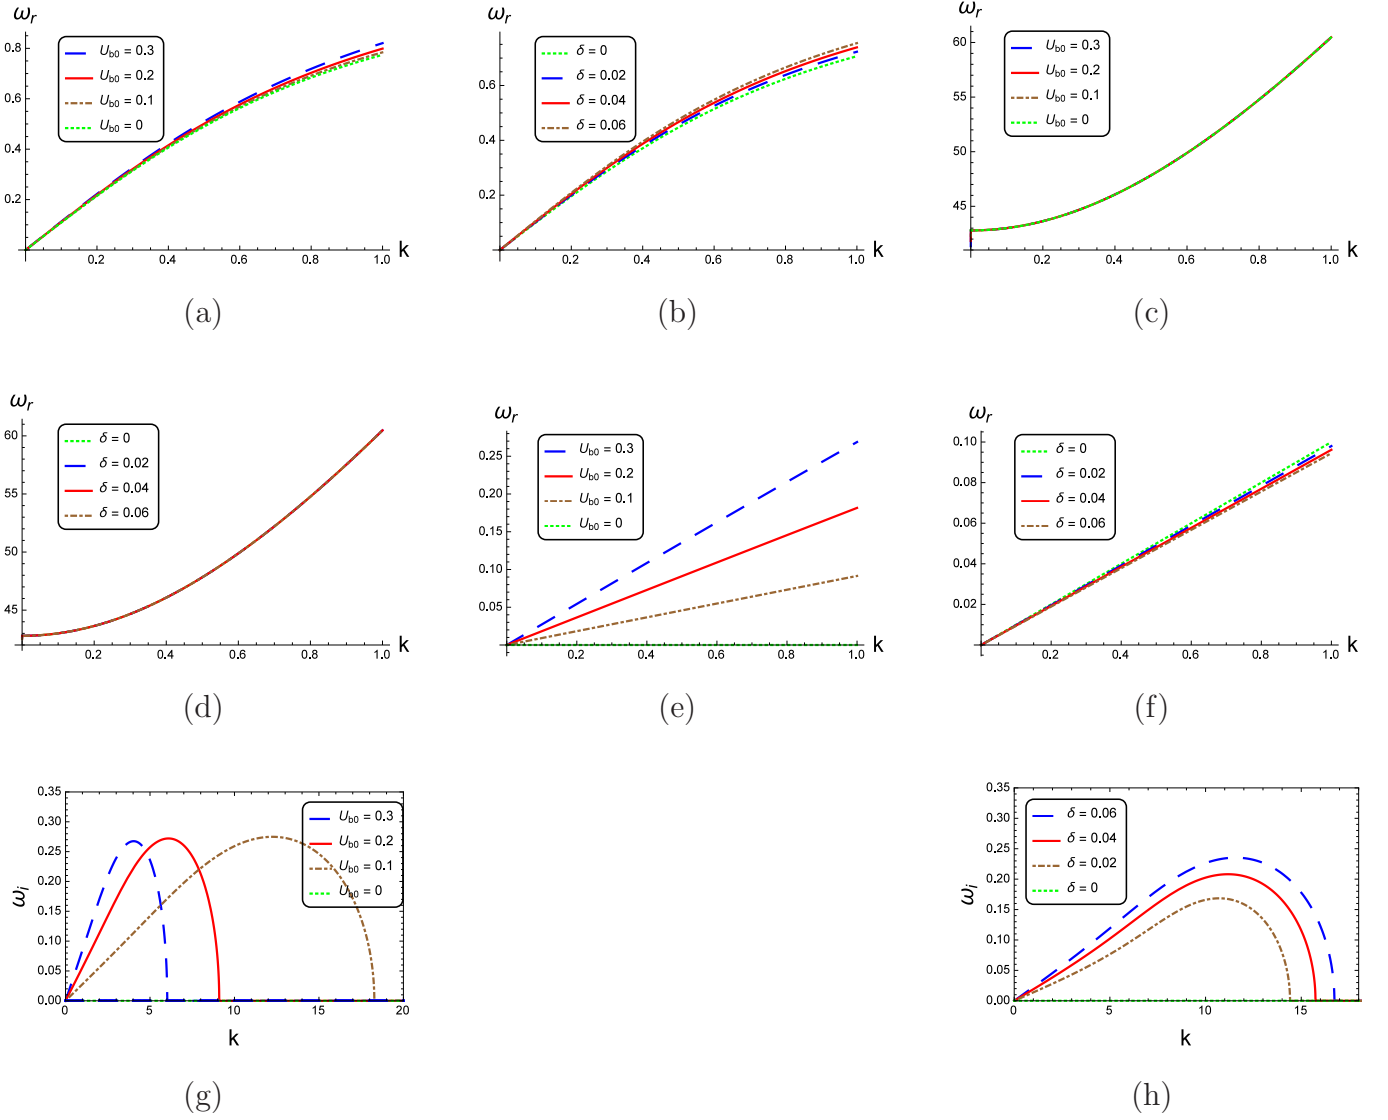 ω_r
U_b0 = 0.3
U_b0 = 0.2
U_b0 = 0.1
U_b0 = 0
0.8
0.6
0.4
0.2
0.2 0.4 0.6 0.8 1.0 k
(a)
ω_r
δ = 0
δ = 0.02
δ = 0.04
δ = 0.06
0.6
0.4
0.2
0.2 0.4 0.6 0.8 1.0 k
(b)
ω_r
U_b0 = 0.3
U_b0 = 0.2
U_b0 = 0.1
U_b0 = 0
60
55
50
45
0.2 0.4 0.6 0.8 1.0 k
(c)
ω_r
δ = 0
δ = 0.02
δ = 0.04
δ = 0.06
60
55
50
45
0.2 0.4 0.6 0.8 1.0 k
(d)
ω_r
U_b0 = 0.3
U_b0 = 0.2
U_b0 = 0.1
U_b0 = 0
0.25
0.20
0.15
0.10
0.05
0.2 0.4 0.6 0.8 1.0 k
(e)
ω_r
δ = 0
δ = 0.02
δ = 0.04
δ = 0.06
0.10
0.08
0.06
0.04
0.02
0.2 0.4 0.6 0.8 1.0 k
(f)
U_b0 = 0.3
U_b0 = 0.2
U_b0 = 0.1
U_b0 = 0
0.35
0.30
0.25
0.20
0.15
0.10
0.05
0.00
ω_i
0 5 10 15 20
k
(g)
δ = 0.06
δ = 0.04
δ = 0.02
δ = 0
0.35
0.30
0.25
0.20
0.15
0.10
0.05
0.00
ω_i
0 5 10 15
k
(h)